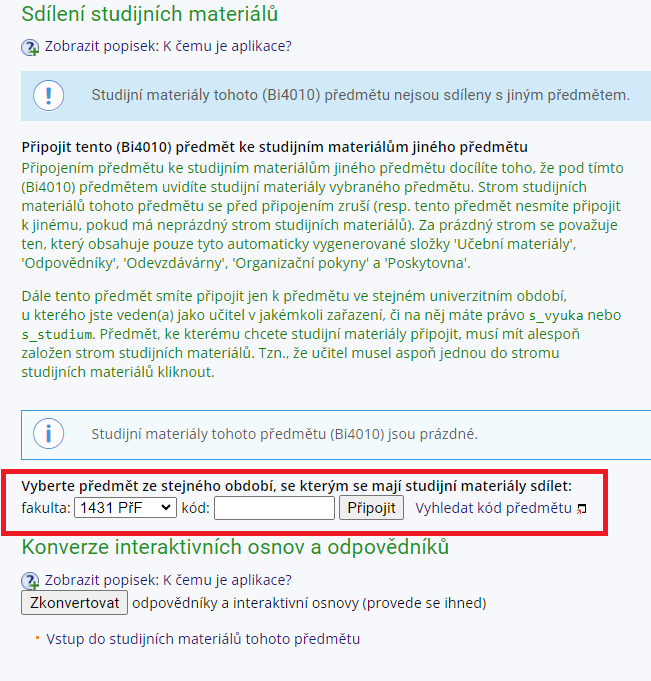 Sdílení studijních materiálů
Zobrazit popisek: K čemu je aplikace?
Studijní materiály tohoto (Bi4010) předmětu nejsou sdíleny s jiným předmětem.
Připojit tento (Bi4010) předmět ke studijním materiálům jiného předmětu
Připojením předmětu ke studijním materiálům jiného předmětu docílíte toho, že pod tímto
(Bi4010) předmětem uvidíte studijní materiály vybraného předmětu. Strom studijních
materiálů tohoto předmětu se před připojením zruší (resp. tento předmět nesmíte připojit
k jinému, pokud má neprázdný strom studijních materiálů). Za prázdný strom se považuje
ten, který obsahuje pouze tyto automaticky vygenerované složky 'Učební materiály',
'Odpovědníky', 'Odevzdávárny', 'Organizační pokyny' a 'Poskytovna'.
Dále tento předmět smíte připojit jen k předmětu ve stejném univerzitním období,
u kterého jste veden(a) jako učitel v jakémkoli zařazení, či na něj máte právo s_vyuka nebo
s_studium. Předmět, ke kterému chcete studijní materiály připojit, musí mít alespoň
založen strom studijních materiálů. Tzn., že učitel musel aspoň jednou do stromu
studijních materiálů kliknout.
Studijní materiály tohoto předmětu (Bi4010) jsou prázdné.
Vyberte předmět ze stejného období, se kterým se mají studijní materiály sdílet:
fakulta: 1431 PřF kód: Připojit Vyhledat kód předmětu
Konverze interaktivních osnov a odpovědníků
Zobrazit popisek: K čemu je aplikace?
Zkonvertovat odpovědníky a interaktivní osnovy (provede se ihned)
Vstup do studijních materiálů tohoto předmětu